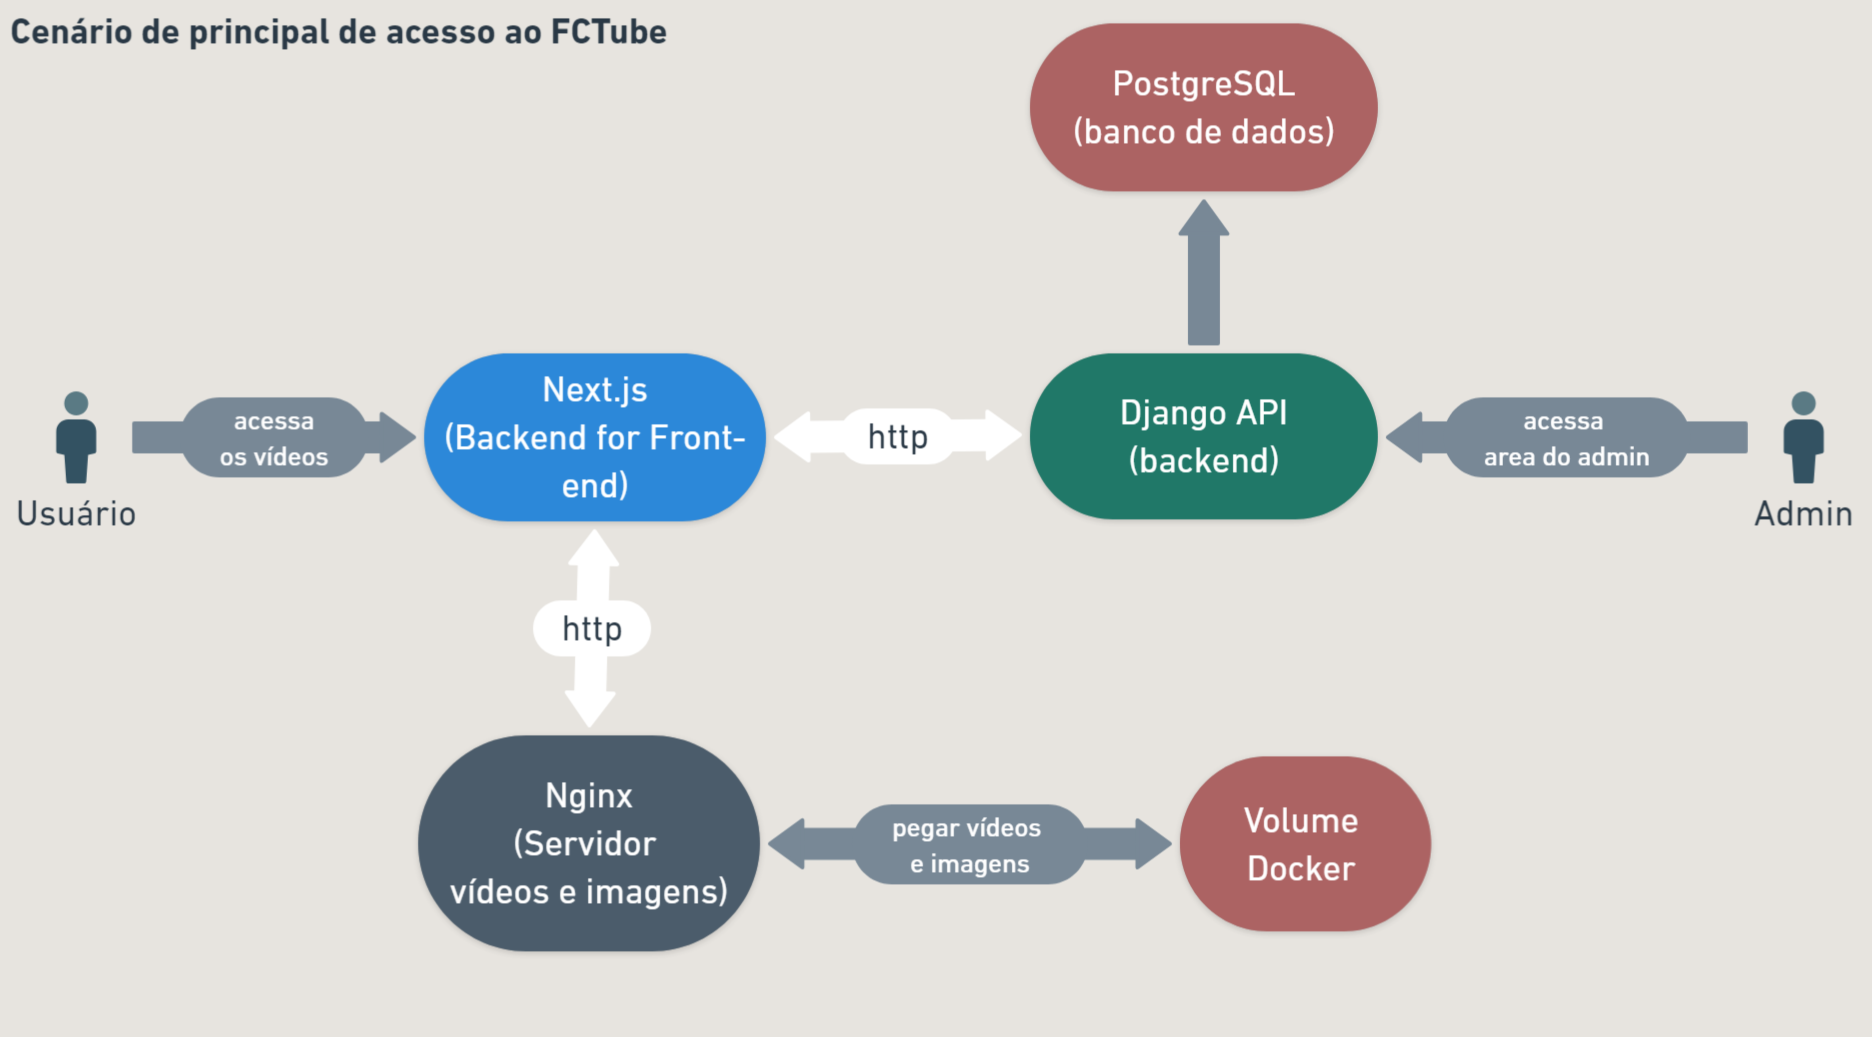 Cenário de principal de acesso ao FCTube
PostgreSQL
(banco de dados)
Next.js
(Backend for Front-
end)
Django API
(backend)
acessa
os vídeos
http
acessa
area do admin
Usuário
Admin
http
Nginx
(Servidor
vídeos e imagens)
pegar vídeos
e imagens
Volume
Docker